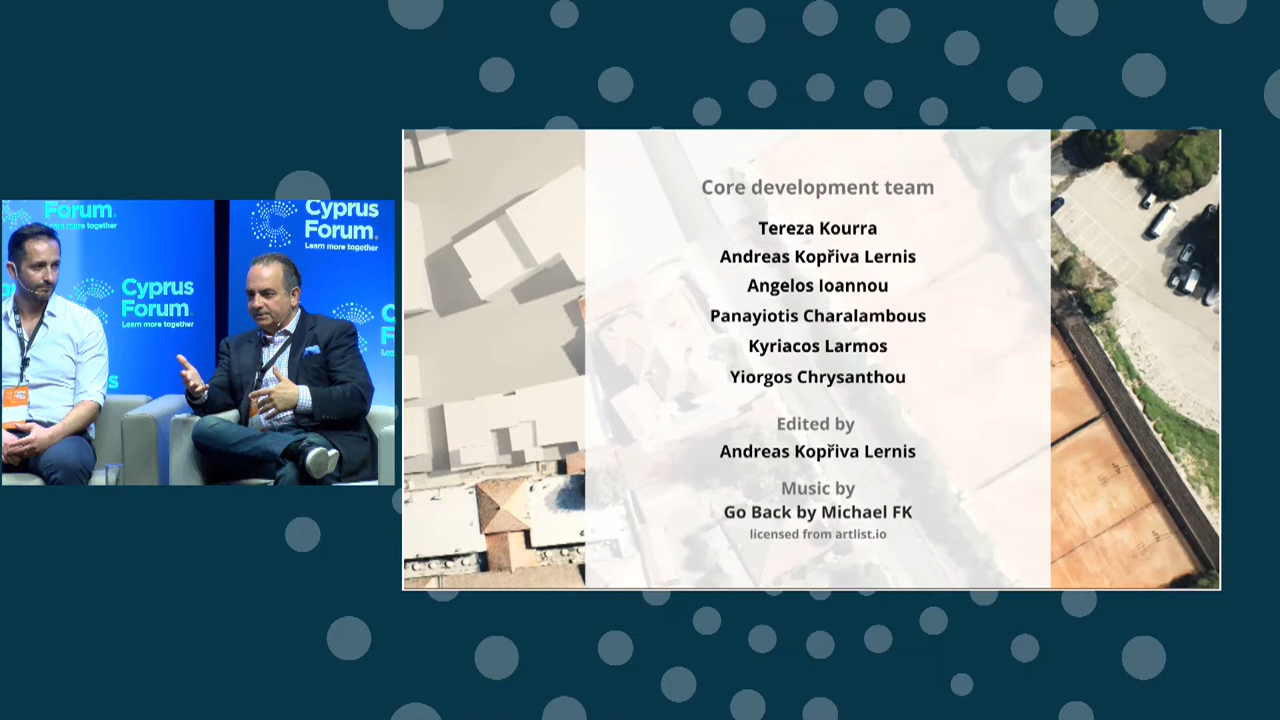 Forum.
Learn more together
Cyprus
Forum.
Learn more together
Cyprus
Forum.
Learn more together
Core development team
Tereza Kourra
Andreas Kopřiva Lernis
Angelos Ioannou
Panayiotis Charalambous
Kyriacos Larmos
Yiorgos Chrysanthou
Edited by
Andreas Kopřiva Lernis
Music by
Go Back by Michael FK
licensed from artlist.io